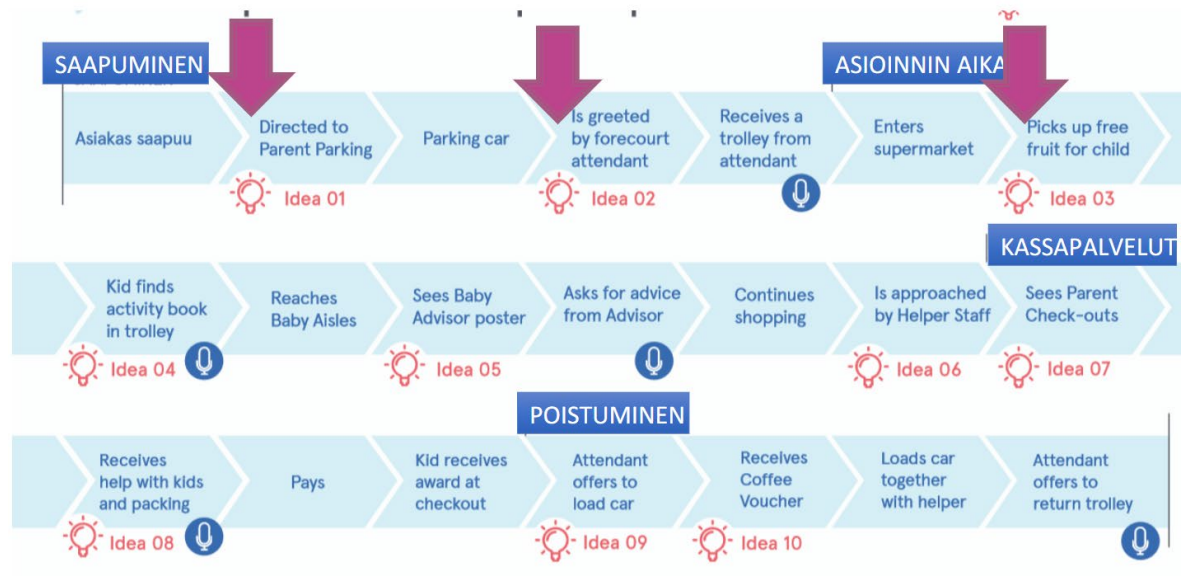 SAAPUMINEN
ASIOINNIN AIKA
Asiakas saapuu
Directed to
Parent Parking
Parking car
Is greeted
by forecourt
attendant
Receives a
trolley from
attendant
Enters
supermarket
Picks up free
fruit for child
Idea 01
Idea 02
Idea 03
KASSAPALVELUT
Kid finds
activity book
in trolley
Reaches
Baby Aisles
Sees Baby
Advisor poster
Asks for advice
from Advisor
Continues
shopping
Is approached
by Helper Staff
Sees Parent
Check-outs
Idea 04
Idea 05
Idea 06
Idea 07
POISTUMINEN
Receives
help with kids
and packing
Pays
Kid receives
award at
checkout
Attendant
offers to
load car
Receives
Coffee
Voucher
Loads car
together
with helper
Attendant
offers to
return trolley
Idea 08
Idea 09
Idea 10